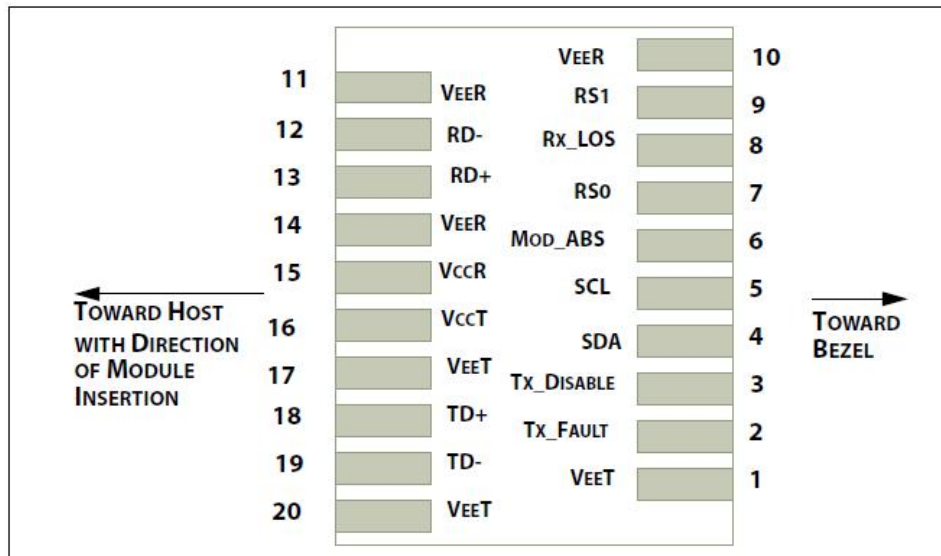 VEER 10
11 VEER
RS1 9
12 RD-
RX_LOS 8
13 RD+
RS0 7
14 VEER
MOD_ABS 6
15 VCCR
SCL 5
TOWARD HOST
WITH DIRECTION
OF MODULE
INSERTION
TOWARD
BEZEL
16 VCCT
SDA 4
17 VEET
TX_DISABLE 3
18 TD+
TX_FAULT 2
19 TD-
VEET 1
20 VEET